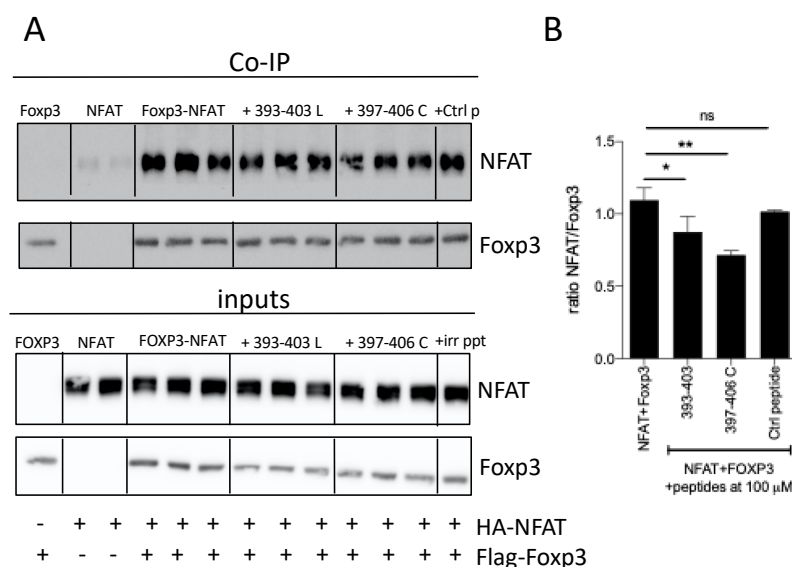 A
Co-IP
Foxp3 NFAT Foxp3-NFAT + 393-403 L + 397-406 C +Ctrl p
NFAT
Foxp3
inputs
FOXP3 NFAT FOXP3-NFAT + 393-403 L + 397-406 C +irr ppt
NFAT
Foxp3
- + + + + + + + + + + + + HA-NFAT
+ - - + + + + + + + + + + Flag-Foxp3
B
ns
**
*
1.5
1.0
0.5
0.0
ratio NFAT/Foxp3
NFAT+Foxp3
393-403
397-406 C
Ctrl peptide
NFAT+FOXP3
+peptides at 100 μM